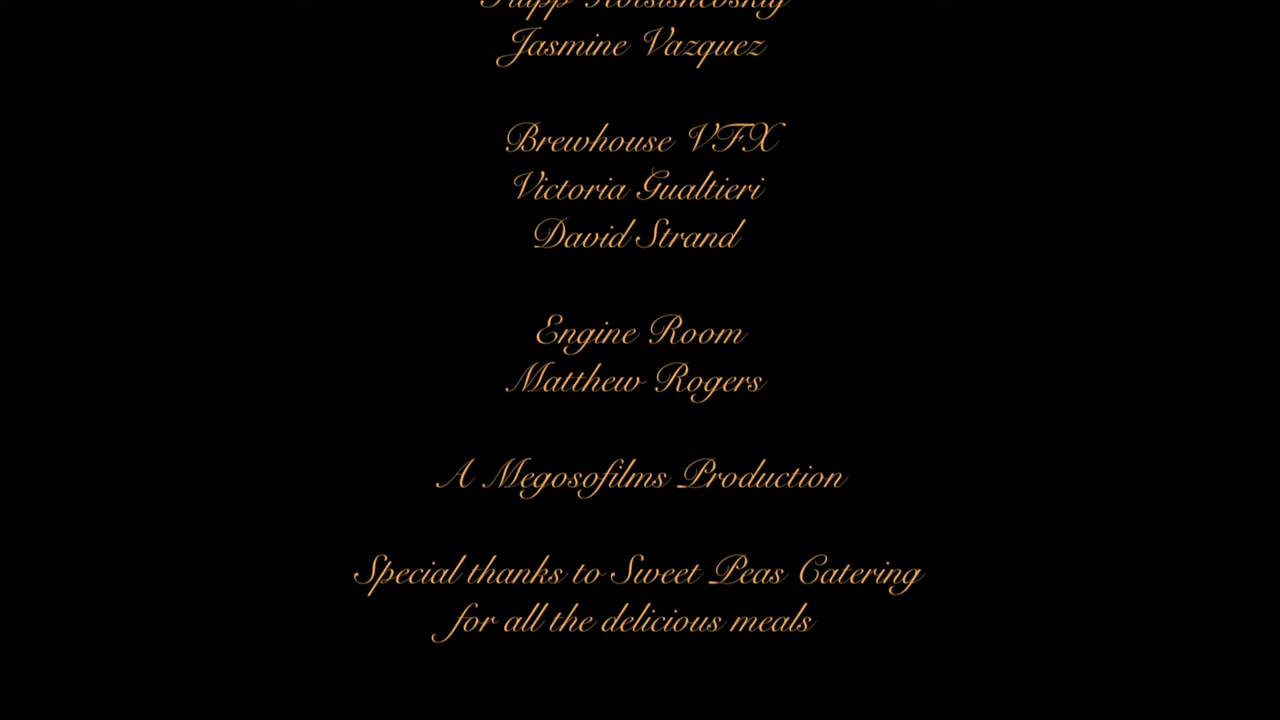 Jasmine Vazquez
Brewhouse VFX
Victoria Gualtieri
David Strand
Engine Room
Matthew Rogers
A Megosofilms Production
Special thanks to Sweet Peas Catering
for all the delicious meals